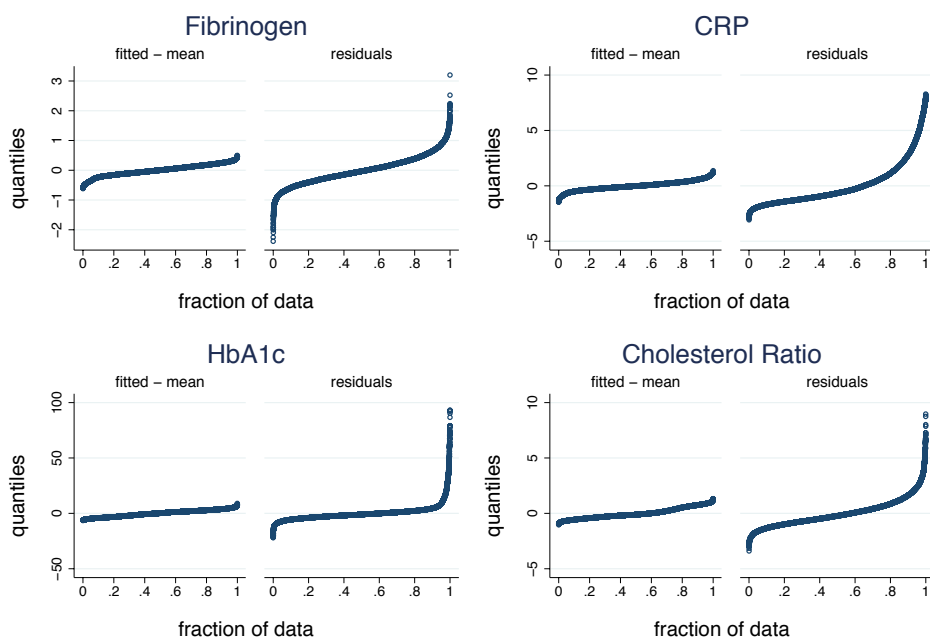 Fibrinogen
fitted – mean
residuals
quantiles
3
2
1
0
−1
−2
0 .2 .4 .6 .8 1
0 .2 .4 .6 .8 1
fraction of data
CRP
fitted – mean
residuals
quantiles
10
5
0
−5
0 .2 .4 .6 .8 1
0 .2 .4 .6 .8 1
fraction of data
HbA1c
fitted – mean
residuals
quantiles
100
50
0
−50
0 .2 .4 .6 .8 1
0 .2 .4 .6 .8 1
fraction of data
Cholesterol Ratio
fitted – mean
residuals
quantiles
10
5
0
−5
0 .2 .4 .6 .8 1
0 .2 .4 .6 .8 1
fraction of data